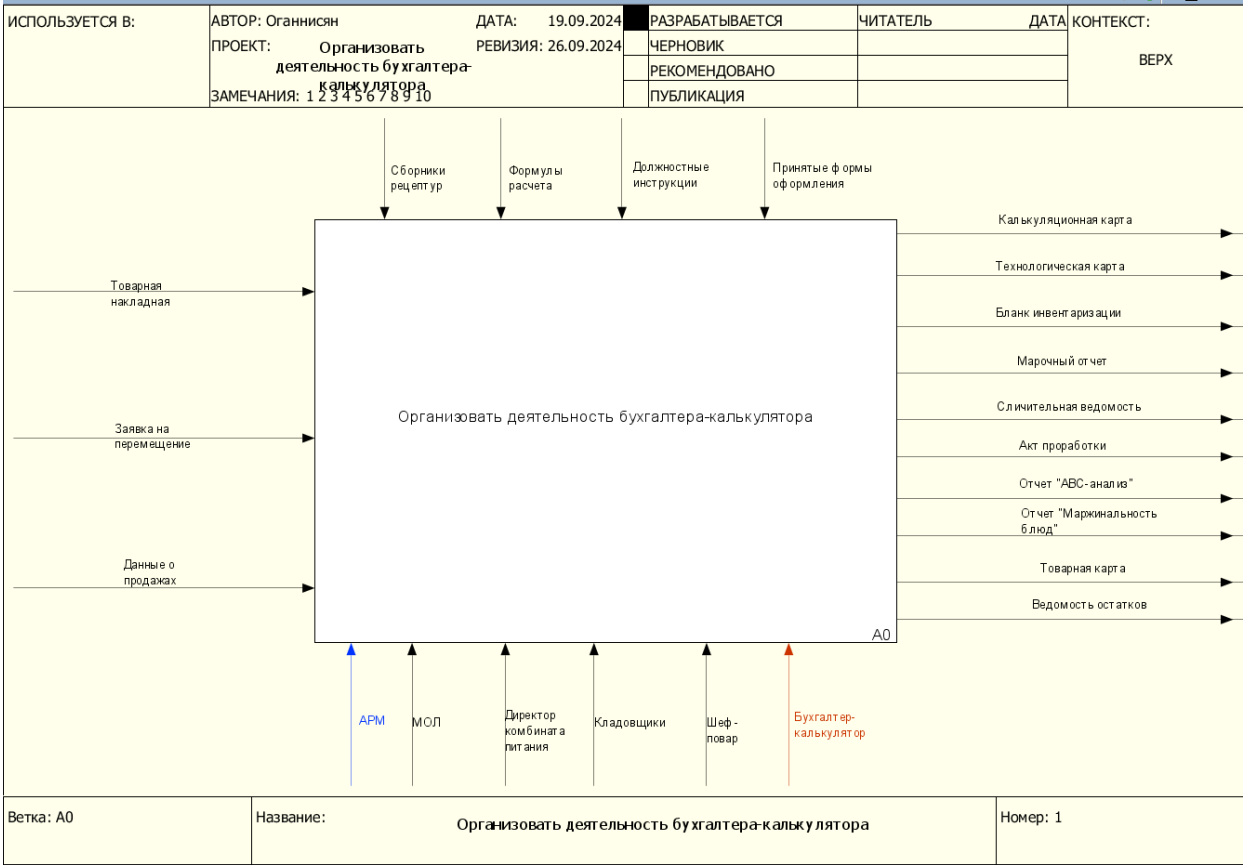 ИСПОЛЬЗУЕТСЯ В:
АВТОР: Оганнисян
ДАТА: 19.09.2024
РАЗРАБАТЫВАЕТСЯ
ЧИТАТЕЛЬ
ДАТА
КОНТЕКСТ:
ПРОЕКТ: Организовать
деятельность бухгалтера-
калькулятора
РЕВИЗИЯ: 26.09.2024
ЧЕРНОВИК
ВЕРХ
РЕКОМЕНДОВАНО
ЗАМЕЧАНИЯ: 1 2 3 4 5 6 7 8 9 10
ПУБЛИКАЦИЯ
Сборники
рецептур
Формулы
расчета
Должностные
инструкции
Принятые формы
оформления
Товарная
накладная
Заявка на
перемещение
Данные о
продажах
Организовать деятельность бухгалтера-калькулятора
A0
Калькуляционная карта
Технологическая карта
Бланк инвентаризации
Марочный отчет
Сличительная ведомость
Акт проработки
Отчет "АВС-анализ"
Отчет "Маржинальность
блюд"
Товарная карта
Ведомость остатков
АРМ
МОЛ
Директор
комбината
питания
Кладовщики
Шеф-
повар
Бухгалтер-
калькулятор
Ветка: A0
Название:
Организовать деятельность бухгалтера-калькулятора
Номер: 1